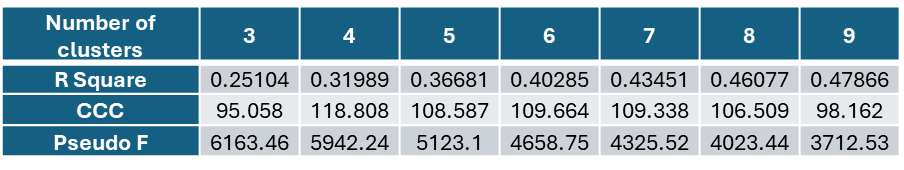 Number of clusters 3 4 5 6 7 8 9
R Square 0.25104 0.31989 0.36681 0.40285 0.43451 0.46077 0.47866
CCC 95.058 118.808 108.587 109.664 109.338 106.509 98.162
Pseudo F 6163.46 5942.24 5123.1 4658.75 4325.52 4023.44 3712.53